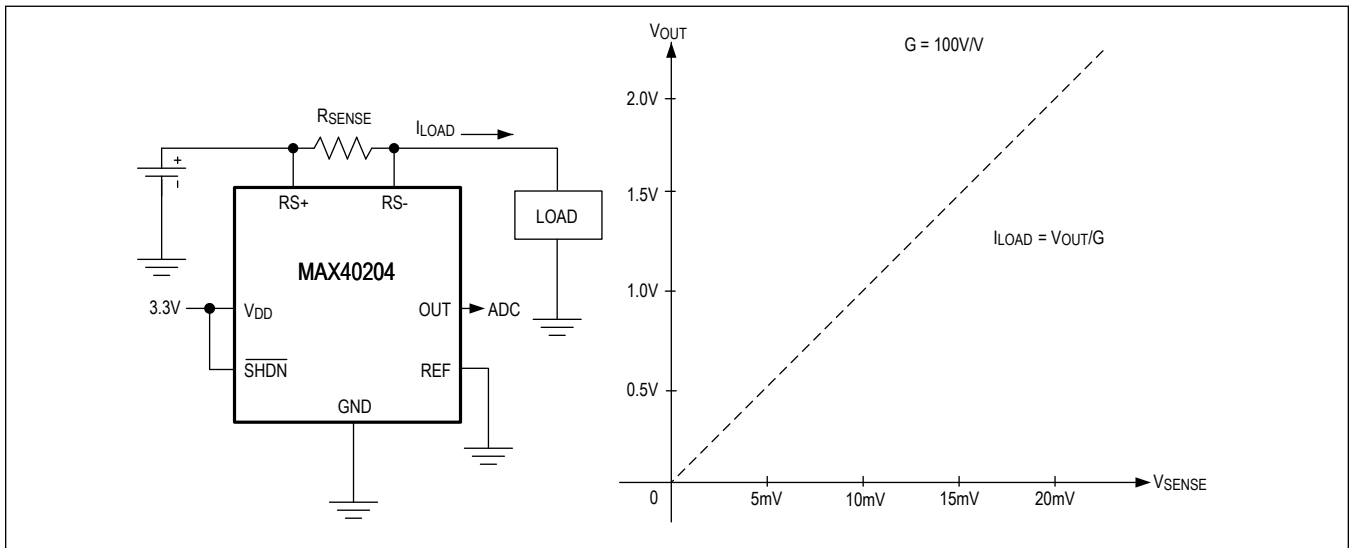 RSENSE
ILOAD
+
-
RS+ RS-
LOAD
MAX40204
3.3V
VDD
OUT
ADC
SHDN
REF
GND
VOUT
G = 100V/V
2.0V
1.5V
ILOAD = VOUT/G
1.0V
0.5V
0
5mV 10mV 15mV 20mV
VSENSE